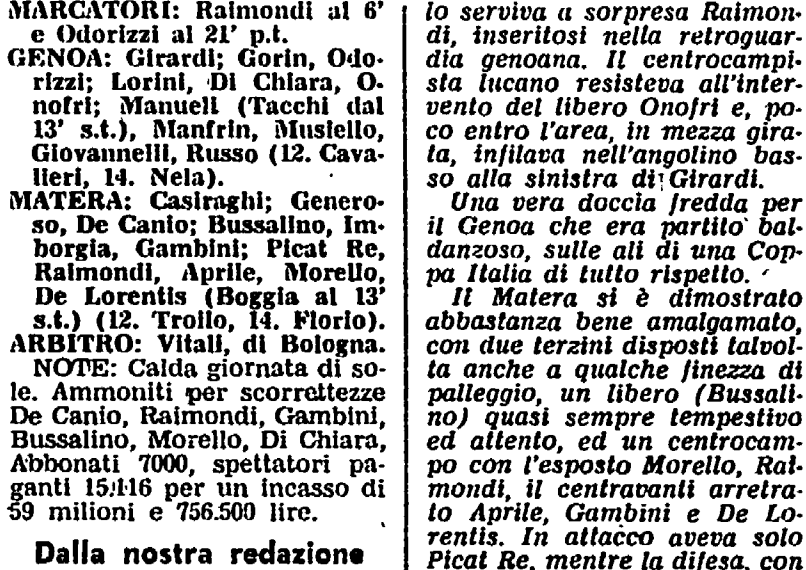 MARCATORI: Raimondi al 6'
e Odorizzi al 21' p.t.
GENOA: Girardi; Gorin, Odo-
rizzi; Lorini, Di Chiara, O-
nofri; Manueli (Tacchi dal
13' s.t.), Manfrin, Musiello,
Giovannelli, Russo (12. Cava-
lieri, 14. Nela).
MATERA: Casiraghi; Genero-
so, De Canio; Bussalino, Im-
borgia, Gambini; Picat Re,
Raimondi, Aprile, Morello,
De Lorentis (Boggia al 13'
s.t.) (12. Troilo, 14. Florio).
ARBITRO: Vitali, di Bologna.
NOTE: Calda giornata di so-
le. Ammoniti per scorrettezze
De Canio, Raimondi, Gambini,
Bussalino, Morello, Di Chiara,
Abbonati 7000, spettatori pa-
ganti 15.416 per un incasso di
59 milioni e 756.500 lire.
Dalla nostra redazione
lo serviva a sorpresa Raimon-
di, inseritosi nella retroguar-
dia genoana. Il centrocampi-
sta lucano resisteva all'inter-
vento del libero Onofri e, po-
co entro l'area, in mezza gira-
ta, infilava nell'angolino bas-
so alla sinistra di Girardi.
Una vera doccia fredda per
il Genoa che era partito bal-
danzoso, sulle ali di una Cop-
pa Italia di tutto rispetto.
Il Matera si è dimostrato
abbastanza bene amalgamato,
con due terzini disposti talvol-
ta anche a qualche finezza di
palleggio, un libero (Bussali-
no) quasi sempre tempestivo
ed attento, ed un centrocam-
po con l'esposto Morello, Rai-
mondi, il centravanti arretra-
to Aprile, Gambini e De Lo-
rentis. In attacco aveva solo
Picat Re, mentre la difesa, con